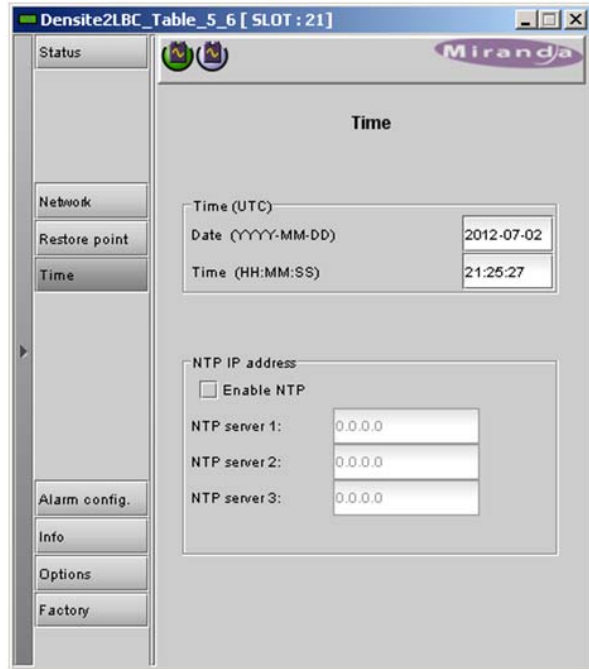 Densite2LBC_Table_5_6 [ SLOT : 21]
Status
Miranda
Time
Network
Restore point
Time
Time (UTC)
Date (YYYY-MM-DD)
2012-07-02
Time (HH:MM:SS)
21:25:27
NTP IP address
Enable NTP
NTP server 1:
0.0.0.0
NTP server 2:
0.0.0.0
NTP server 3:
0.0.0.0
Alarm config.
Info
Options
Factory